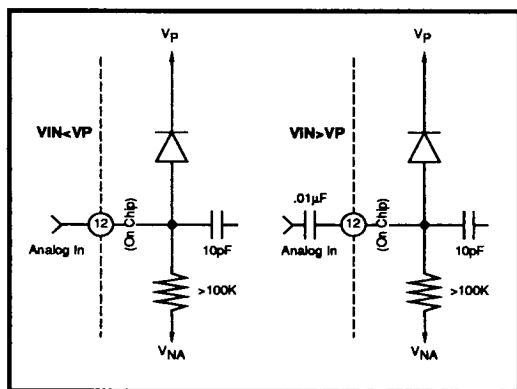 VP
VIN<VP
12
(On Chip)
Analog In
10pF
>100K
VNA
VP
VIN>VP
.01µF
12
(On Chip)
Analog In
10pF
>100K
VNA